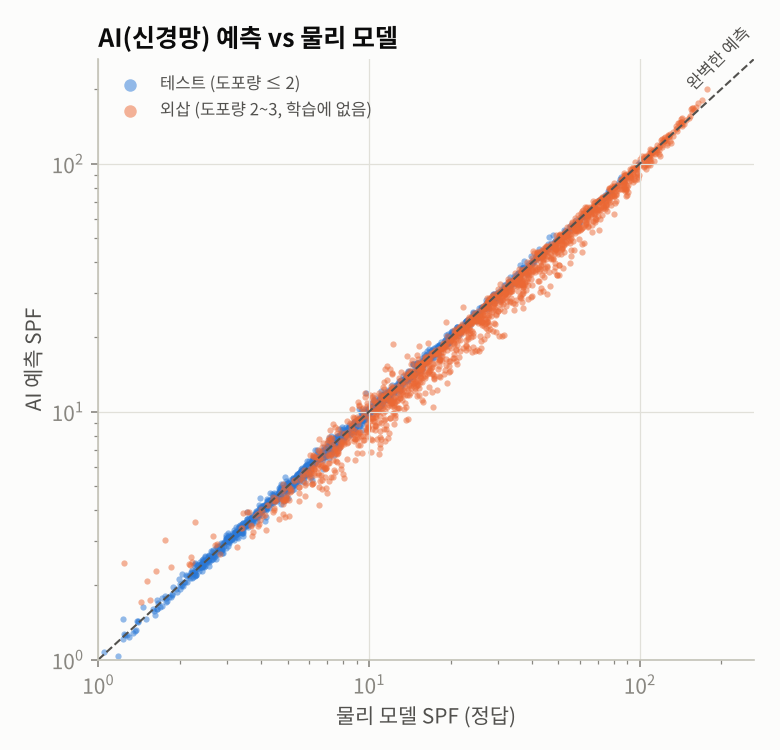 AI(신경망) 예측 vs 물리 모델
완벽한 예측
테스트 (도포량 ≤ 2)
외삽 (도포량 2~3, 학습에 없음)
10²
10¹
10⁰
AI 예측 SPF
10⁰ 10¹ 10²
물리 모델 SPF (정답)